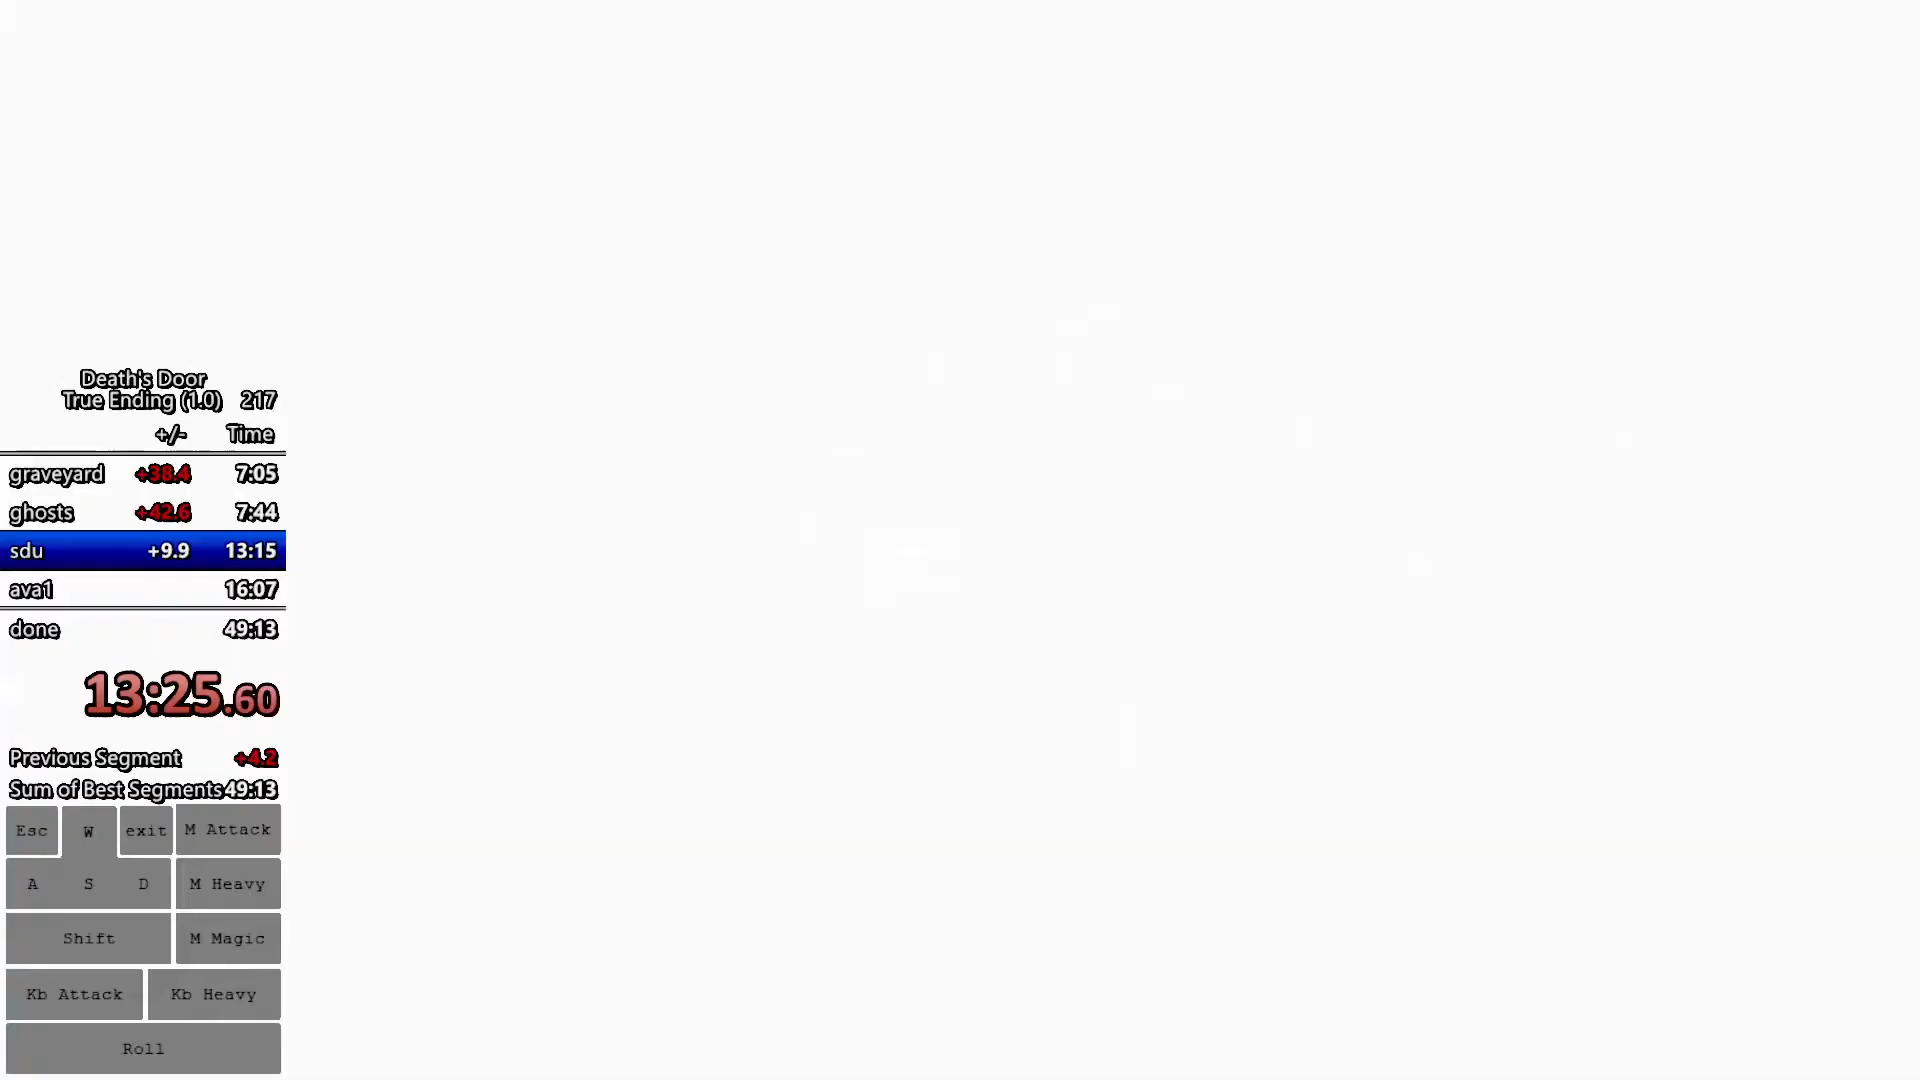 Death's Door
True Ending (1.0) 217
+/- Time
graveyard +38.4 7:05
ghosts +42.6 7:44
sdu +9.9 13:15
ava1 16:07
done 49:13
13:25.60
Previous Segment +4.2
Sum of Best Segments 49:13
Esc W exit M Attack
A S D M Heavy
Shift M Magic
Kb Attack Kb Heavy
Roll